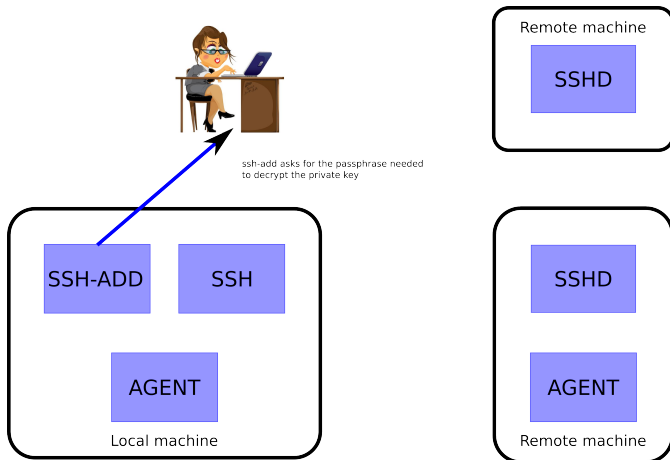 Remote machine
SSHD
ssh-add asks for the passphrase needed
to decrypt the private key
SSH-ADD
SSH
AGENT
Local machine
SSHD
AGENT
Remote machine